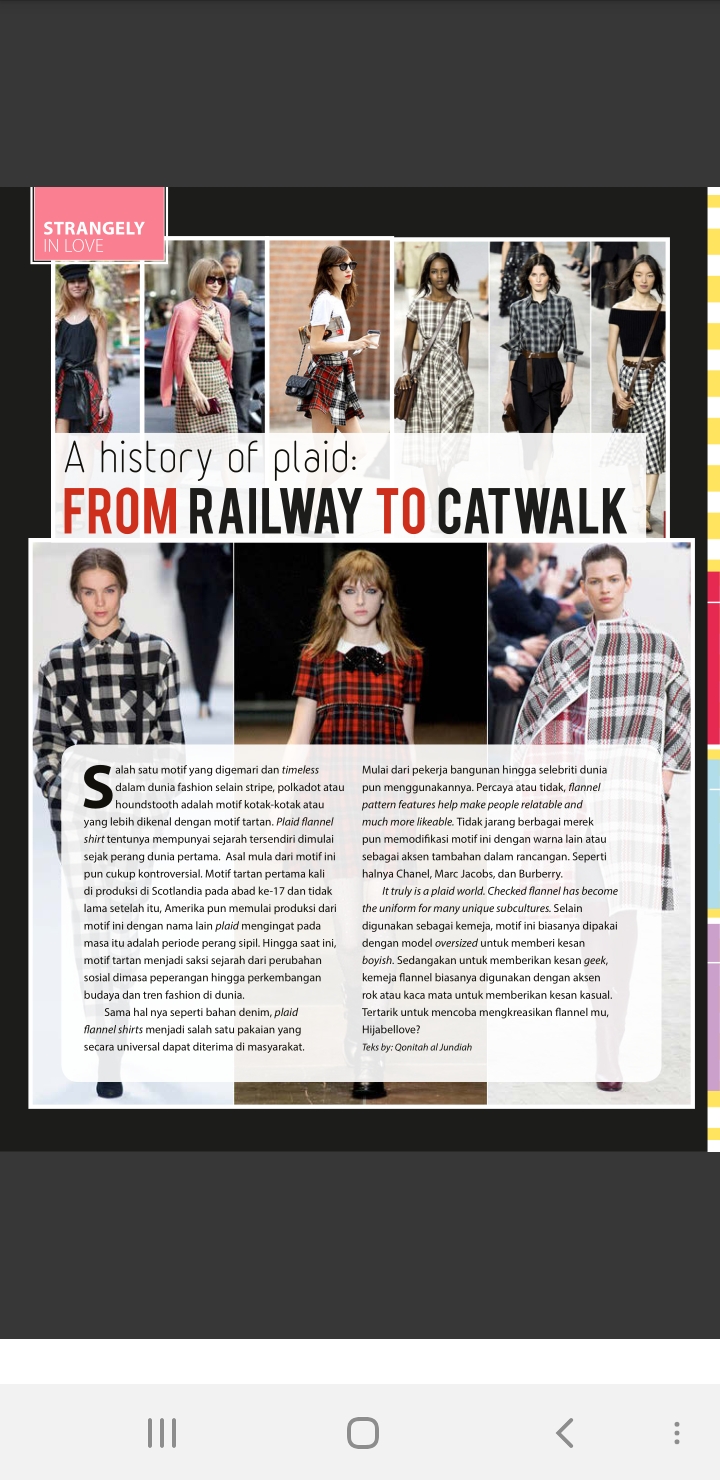 STRANGELY
IN LOVE
A history of plaid:
FROM RAILWAY TO CATWALK
Salah satu motif yang digemari dan timeless
dalam dunia fashion selain stripe, polkadot atau
houndstooth adalah motif kotak-kotak atau
yang lebih dikenal dengan motif tartan. Plaid flannel
shirt tentunya mempunyai sejarah tersendiri dimulai
sejak perang dunia pertama. Asal mula dari motif ini
pun cukup kontroversial. Motif tartan pertama kali
di produksi di Scotlandia pada abad ke-17 dan tidak
lama setelah itu, Amerika pun memulai produksi dari
motif ini dengan nama lain plaid mengingat pada
masa itu adalah periode perang sipil. Hingga saat ini,
motif tartan menjadi saksi sejarah dari perubahan
sosial dimasa peperangan hingga perkembangan
budaya dan tren fashion di dunia.
Sama hal nya seperti bahan denim, plaid
flannel shirts menjadi salah satu pakaian yang
secara universal dapat diterima di masyarakat.
Mulai dari pekerja bangunan hingga selebriti dunia
pun menggunakannya. Percaya atau tidak, flannel
pattern features help make people relatable and
much more likeable. Tidak jarang berbagai merek
pun memodifikasi motif ini dengan warna lain atau
sebagai aksen tambahan dalam rancangan. Seperti
halnya Chanel, Marc Jacobs, dan Burberry.
It truly is a plaid world. Checked flannel has become
the uniform for many unique subcultures. Selain
digunakan sebagai kemeja, motif ini biasanya dipakai
dengan model oversized untuk memberi kesan
boyish. Sedangakan untuk memberikan kesan geek,
kemeja flannel biasanya digunakan dengan aksen
rok atau kaca mata untuk memberikan kesan kasual.
Tertarik untuk mencoba mengkreasikan flannel mu,
Hijabellove?
Teks by: Qonitah al Jundiah